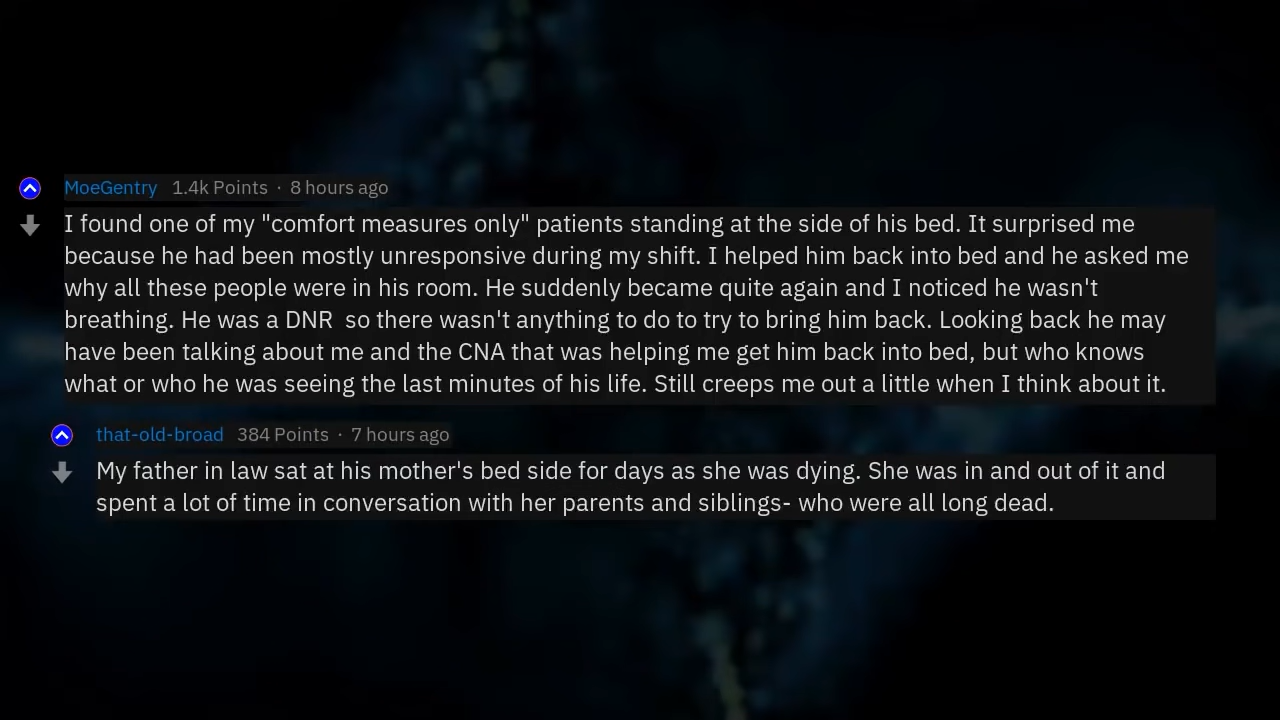 MoeGentry 1.4k Points · 8 hours ago
I found one of my "comfort measures only" patients standing at the side of his bed. It surprised me
because he had been mostly unresponsive during my shift. I helped him back into bed and he asked me
why all these people were in his room. He suddenly became quite again and I noticed he wasn't
breathing. He was a DNR  so there wasn't anything to do to try to bring him back. Looking back he may
have been talking about me and the CNA that was helping me get him back into bed, but who knows
what or who he was seeing the last minutes of his life. Still creeps me out a little when I think about it.
that-old-broad 384 Points · 7 hours ago
My father in law sat at his mother's bed side for days as she was dying. She was in and out of it and
spent a lot of time in conversation with her parents and siblings- who were all long dead.